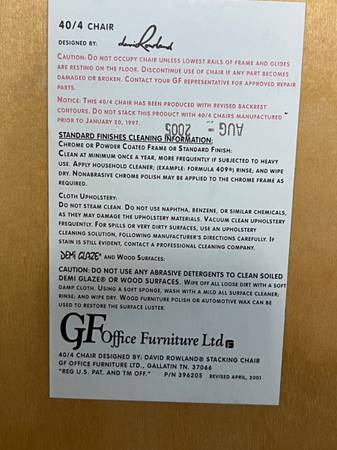 40/4 CHAIR
DESIGNED BY: David Rowland
CAUTION: DO NOT OCCUPY CHAIR UNLESS LOWEST RAILS OF FRAME AND GLIDES
ARE RESTING ON THE FLOOR. DISCONTINUE USE OF CHAIR IF ANY PART BECOMES
DAMAGED OR BROKEN. CONTACT YOUR GF REPRESENTATIVE FOR APPROVED REPAIR
PARTS.
NOTICE: THIS 40/4 CHAIR HAS BEEN PRODUCED WITH REVISED BACKREST
CONTOURS. DO NOT STACK THIS PRODUCT WITH 40/4 CHAIRS MANUFACTURED
PRIOR TO JANUARY 20, 1997.
AUG - 2005
STANDARD FINISHES CLEANING INFORMATION:
CHROME OR POWDER COATED FRAME OR STANDARD FINISH:
CLEAN AT MINIMUM ONCE A YEAR, MORE FREQUENTLY IF SUBJECTED TO HEAVY
USE. APPLY HOUSEHOLD CLEANER; (EXAMPLE: FORMULA 409®) RINSE; AND WIPE
DRY. NONABRASIVE CHROME POLISH MAY BE APPLIED TO THE CHROME FRAME AS
REQUIRED.
CLOTH UPHOLSTERY:
DO NOT STEAM CLEAN. DO NOT USE NAPHTHA, BENZENE, OR SIMILAR CHEMICALS,
AS THEY MAY DAMAGE THE UPHOLSTERY MATERIALS. VACUUM CLEAN UPHOLSTERY
FREQUENTLY. FOR SPILLS OR VERY DIRTY SURFACES, USE AN UPHOLSTERY
CLEANING SOLUTION, FOLLOWING MANUFACTURER'S DIRECTIONS CAREFULLY. IF
STAIN IS STILL EVIDENT, CONTACT A PROFESSIONAL CLEANING COMPANY.
DEMI GLAZE® AND WOOD SURFACES:
CAUTION: DO NOT USE ANY ABRASIVE DETERGENTS TO CLEAN SOILED
DEMI GLAZE® OR WOOD SURFACES. WIPE OFF ALL LOOSE DIRT WITH A SOFT
DAMP CLOTH. USING A SOFT SPONGE, WASH WITH A MILD ALL SURFACE CLEANER;
RINSE; AND WIPE DRY. WOOD FURNITURE POLISH OR AUTOMOTIVE WAX CAN BE
USED TO RESTORE THE SURFACE LUSTER.
GF Office Furniture Ltd
40/4 CHAIR DESIGNED BY: DAVID ROWLAND® STACKING CHAIR
GF OFFICE FURNITURE LTD., GALLATIN TN. 37066
"REG U.S. PAT. AND TM OFF." P/N 396205 REVISED APRIL, 2001